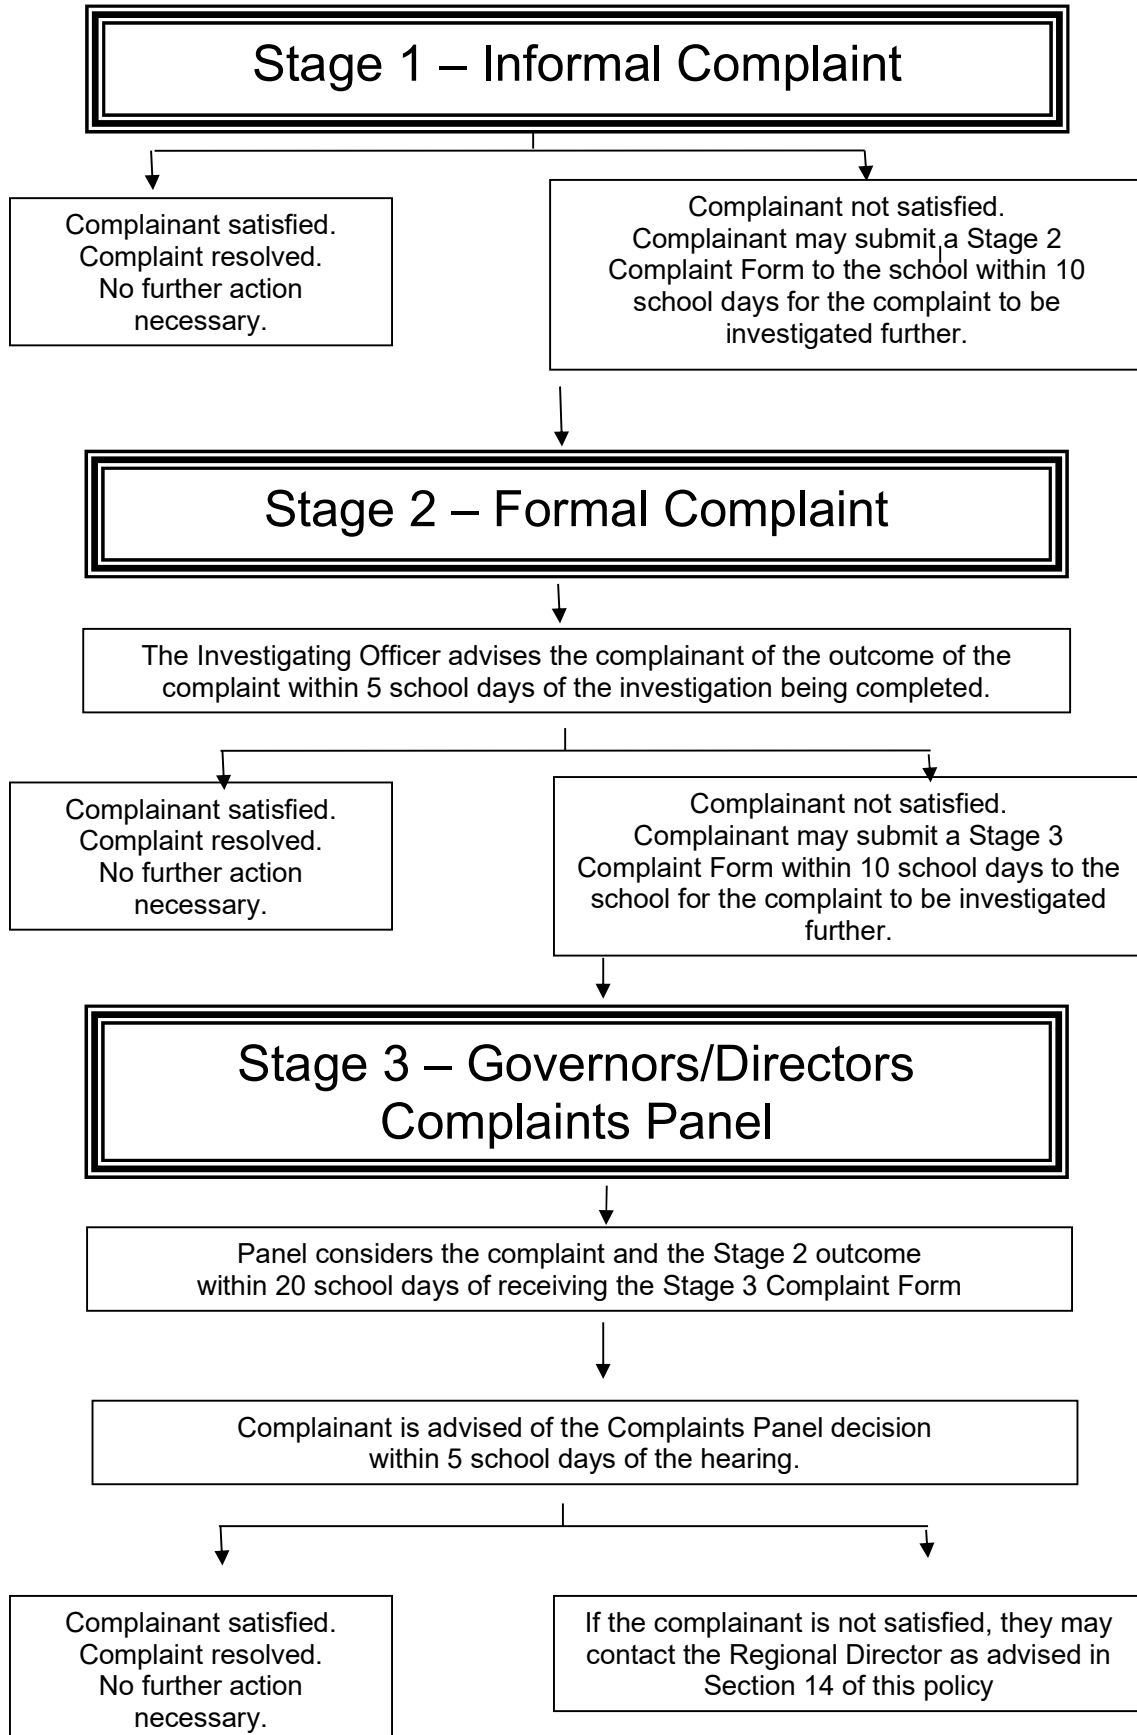 Stage 1 – Informal Complaint
Complainant satisfied.
Complaint resolved.
No further action
necessary.
Complainant not satisfied.
Complainant may submit a Stage 2
Complaint Form to the school within 10
school days for the complaint to be
investigated further.
Stage 2 – Formal Complaint
The Investigating Officer advises the complainant of the outcome of the
complaint within 5 school days of the investigation being completed.
Complainant satisfied.
Complaint resolved.
No further action
necessary.
Complainant not satisfied.
Complainant may submit a Stage 3
Complaint Form within 10 school days to the
school for the complaint to be investigated
further.
Stage 3 – Governors/Directors
Complaints Panel
Panel considers the complaint and the Stage 2 outcome
within 20 school days of receiving the Stage 3 Complaint Form
Complainant is advised of the Complaints Panel decision
within 5 school days of the hearing.
Complainant satisfied.
Complaint resolved.
No further action
necessary.
If the complainant is not satisfied, they may
contact the Regional Director as advised in
Section 14 of this policy